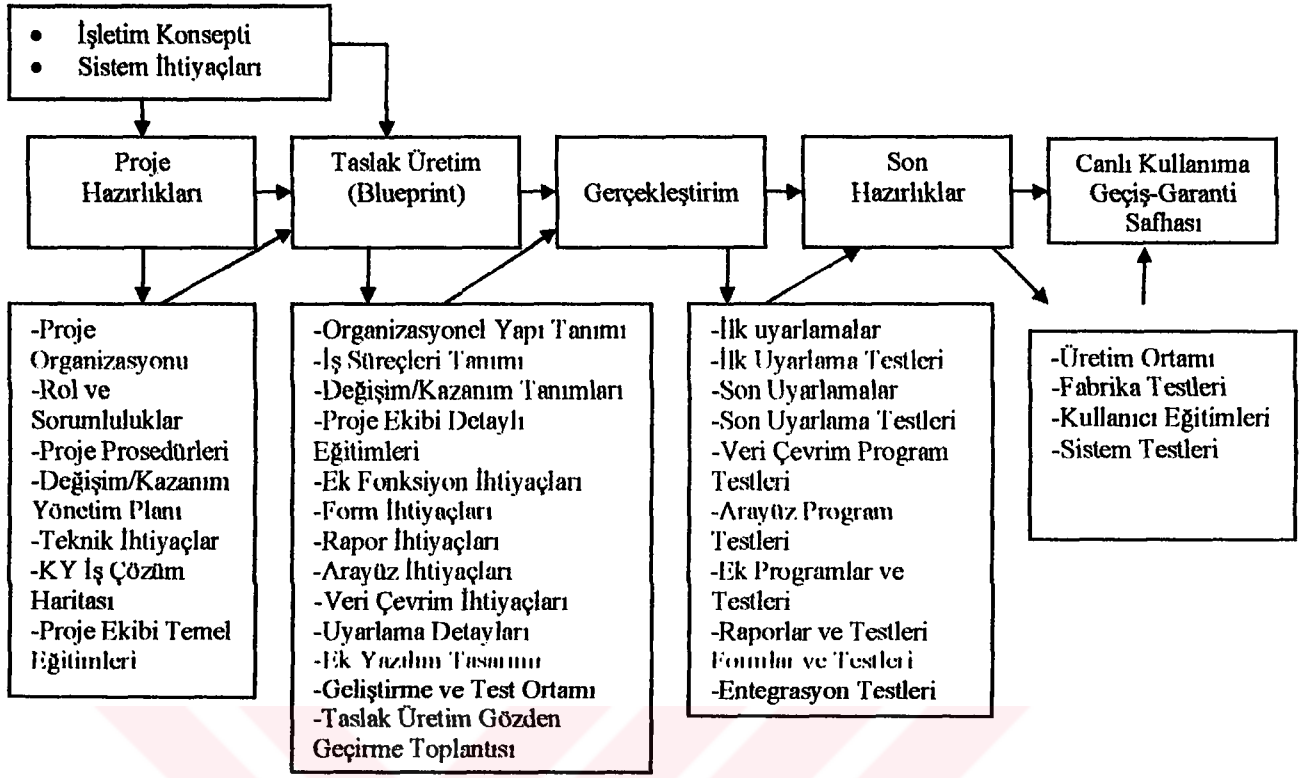 • İşletim Konsepti
• Sistem İhtiyaçları
Proje
Hazırlıkları
Taslak Üretim
(Blueprint)
Gerçekleştirim
Son
Hazırlıklar
Canlı Kullanıma
Geçiş-Garanti
Safhası
-Proje
Organizasyonu
-Rol ve
Sorumluluklar
-Proje Prosedürleri
-Değişim/Kazanım
Yönetim Planı
-Teknik İhtiyaçlar
-KY İş Çözüm
Haritası
-Proje Ekibi Temel
Eğitimleri
-Organizasyonel Yapı Tanımı
-İş Süreçleri Tanımı
-Değişim/Kazanım Tanımları
-Proje Ekibi Detaylı
Eğitimleri
-Ek Fonksiyon İhtiyaçları
-Form İhtiyaçları
-Rapor İhtiyaçları
-Arayüz İhtiyaçları
-Veri Çevrim İhtiyaçları
-Uyarlama Detayları
-Ek Yazılım Tasarımı
-Geliştirme ve Test Ortamı
-Taslak Üretim Gözden
Geçirme Toplantısı
-İlk uyarlamalar
-İlk Uyarlama Testleri
-Son Uyarlamalar
-Son Uyarlama Testleri
-Veri Çevrim Program
Testleri
-Arayüz Program
Testleri
-Ek Programlar ve
Testleri
-Raporlar ve Testleri
Formlar ve Testleri
-Entegrasyon Testleri
-Üretim Ortamı
-Fabrika Testleri
-Kullanıcı Eğitimleri
-Sistem Testleri